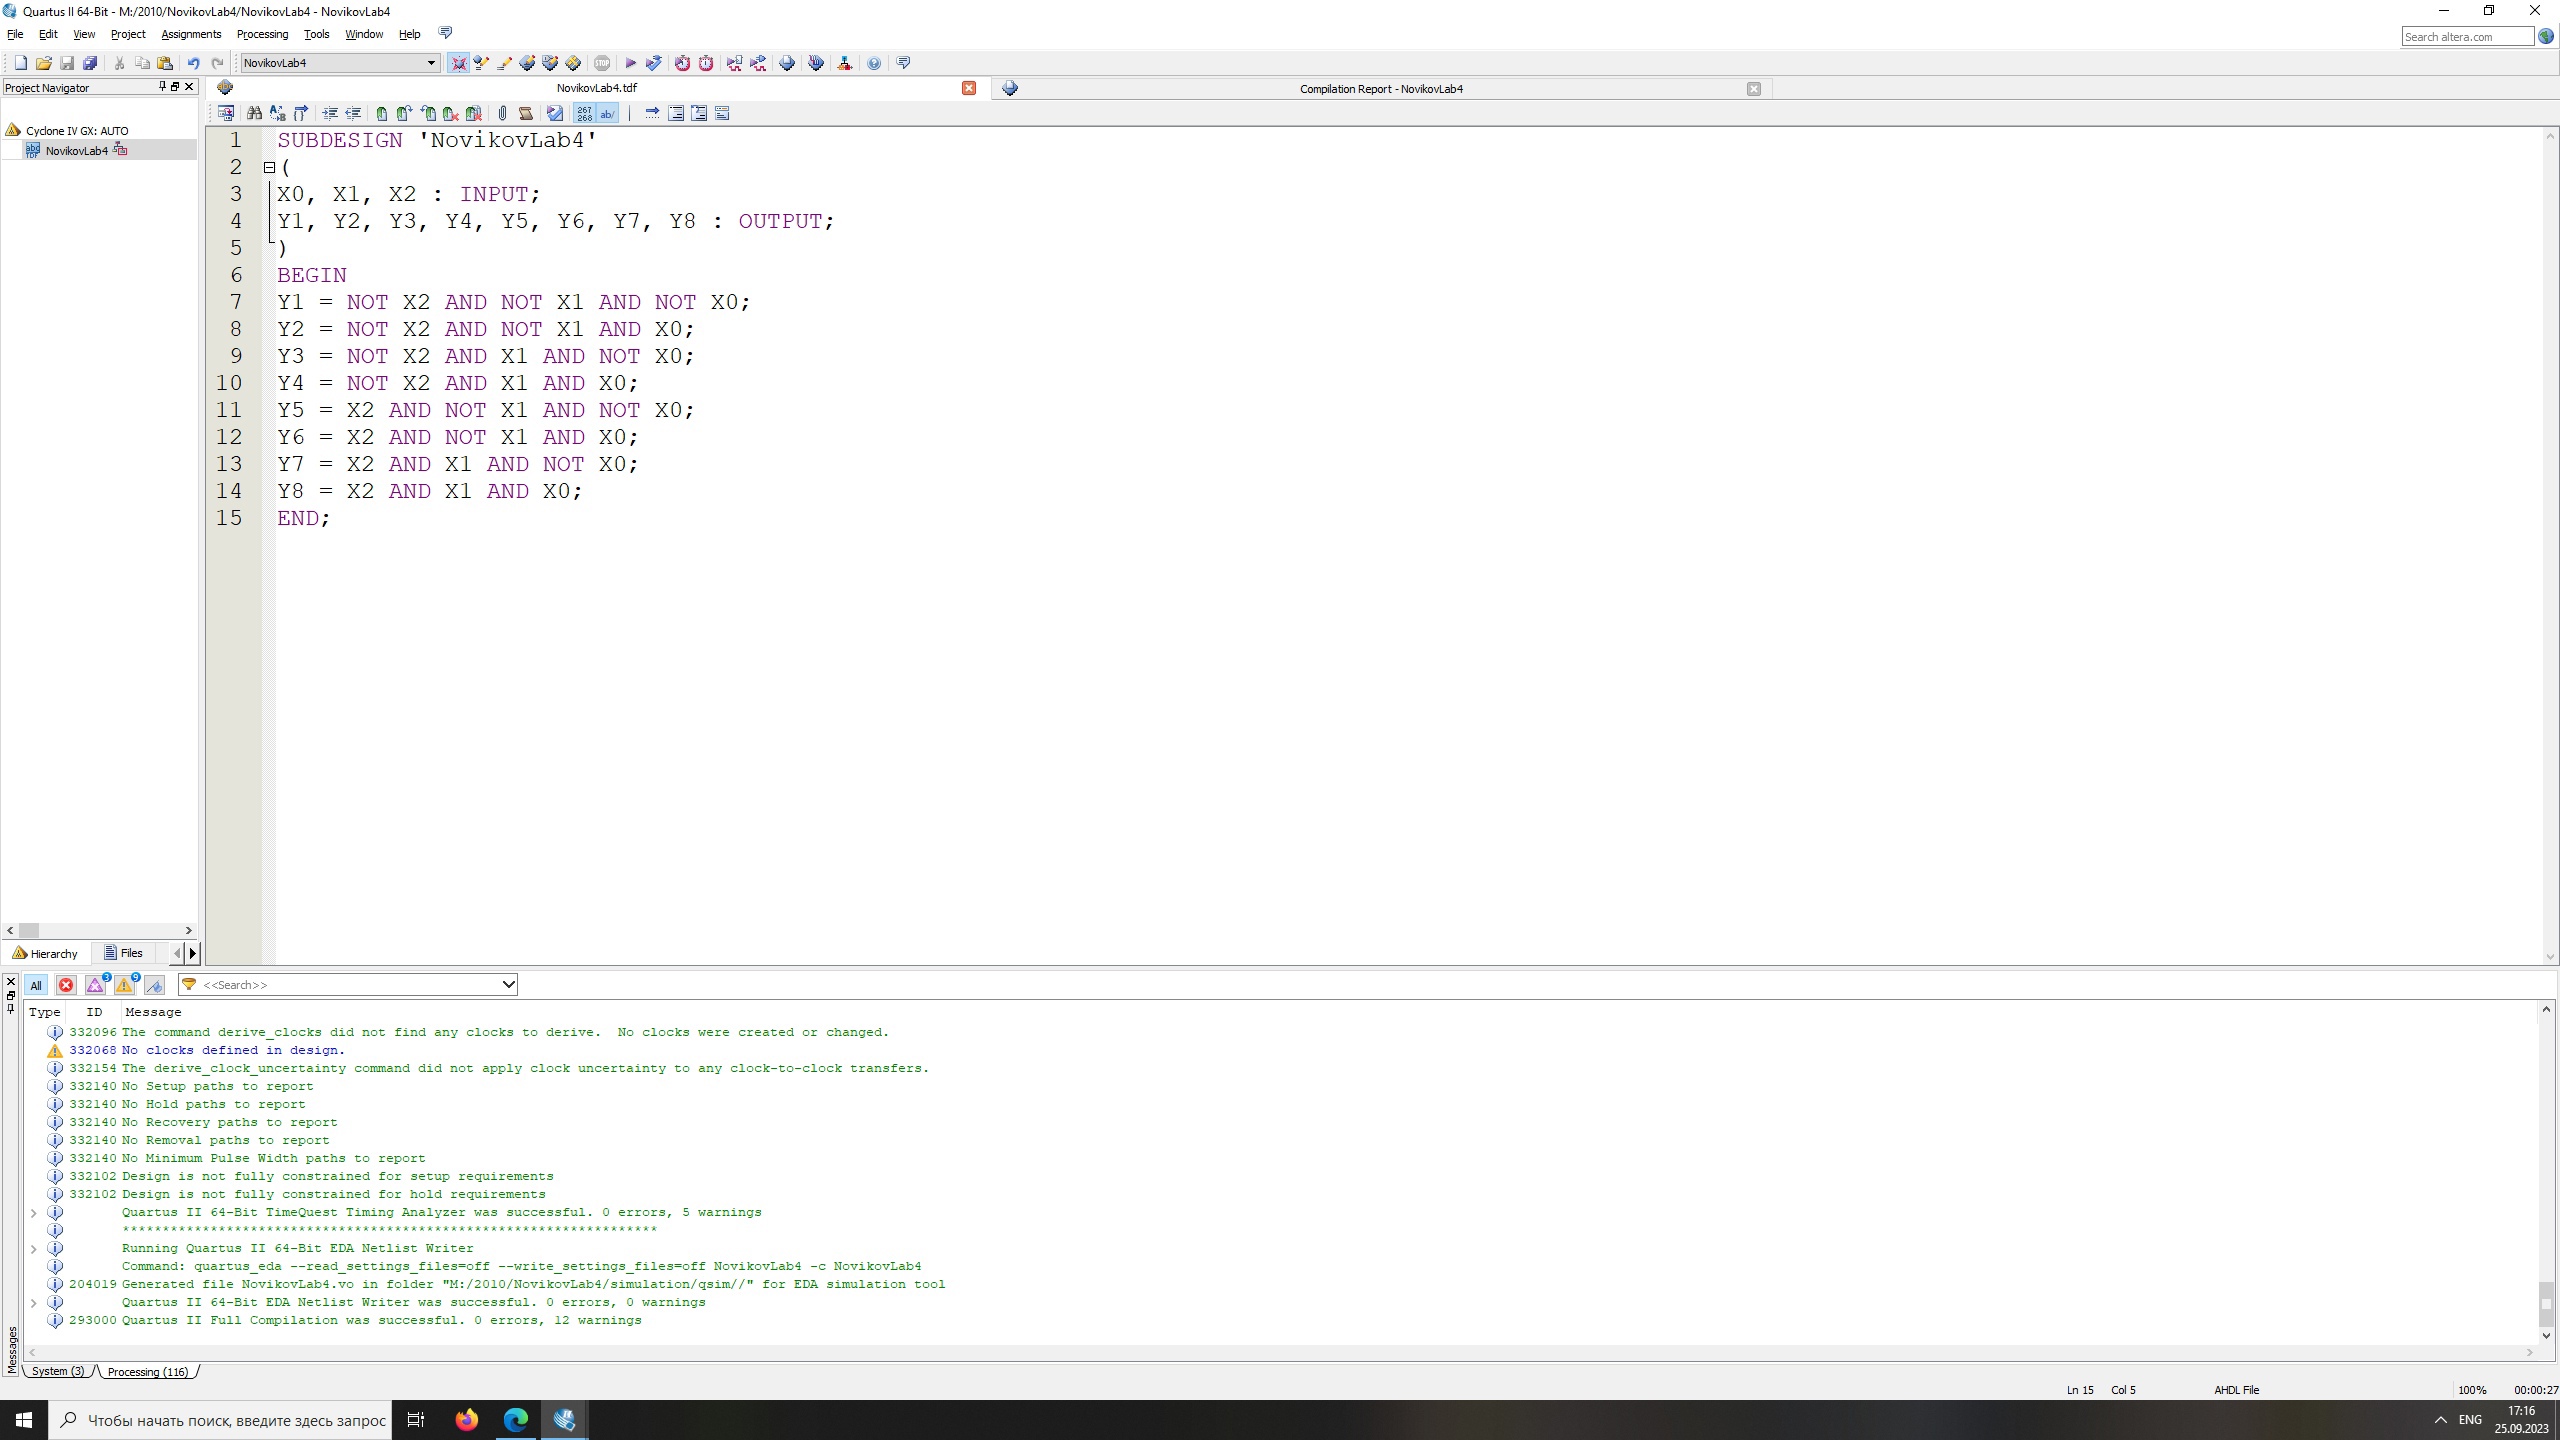 Quartus II 64-Bit - M:/2010/NovikovLab4/NovikovLab4 - NovikovLab4
File Edit View Project Assignments Processing Tools Window Help
Search altera.com
NovikovLab4
STOP
Project Navigator
NovikovLab4.tdf
Compilation Report - NovikovLab4
267
268
ab/
Cyclone IV GX: AUTO
abc
TDF
NovikovLab4
1 SUBDESIGN 'NovikovLab4'
2 (
3 X0, X1, X2 : INPUT;
4 Y1, Y2, Y3, Y4, Y5, Y6, Y7, Y8 : OUTPUT;
5 )
6 BEGIN
7 Y1 = NOT X2 AND NOT X1 AND NOT X0;
8 Y2 = NOT X2 AND NOT X1 AND X0;
9 Y3 = NOT X2 AND X1 AND NOT X0;
10 Y4 = NOT X2 AND X1 AND X0;
11 Y5 = X2 AND NOT X1 AND NOT X0;
12 Y6 = X2 AND NOT X1 AND X0;
13 Y7 = X2 AND X1 AND NOT X0;
14 Y8 = X2 AND X1 AND X0;
15 END;
Hierarchy Files
All 3 9 <<Search>>
Type ID Message
332096 The command derive_clocks did not find any clocks to derive.  No clocks were created or changed.
332068 No clocks defined in design.
332154 The derive_clock_uncertainty command did not apply clock uncertainty to any clock-to-clock transfers.
332140 No Setup paths to report
332140 No Hold paths to report
332140 No Recovery paths to report
332140 No Removal paths to report
332140 No Minimum Pulse Width paths to report
332102 Design is not fully constrained for setup requirements
332102 Design is not fully constrained for hold requirements
Quartus II 64-Bit TimeQuest Timing Analyzer was successful. 0 errors, 5 warnings
*******************************************************************
Running Quartus II 64-Bit EDA Netlist Writer
Command: quartus_eda --read_settings_files=off --write_settings_files=off NovikovLab4 -c NovikovLab4
204019 Generated file NovikovLab4.vo in folder "M:/2010/NovikovLab4/simulation/qsim//" for EDA simulation tool
Quartus II 64-Bit EDA Netlist Writer was successful. 0 errors, 0 warnings
293000 Quartus II Full Compilation was successful. 0 errors, 12 warnings
Messages
System (3) Processing (116)
Ln 15 Col 5 AHDL File 100% 00:00:27
Чтобы начать поиск, введите здесь запрос
ENG
17:16
25.09.2023